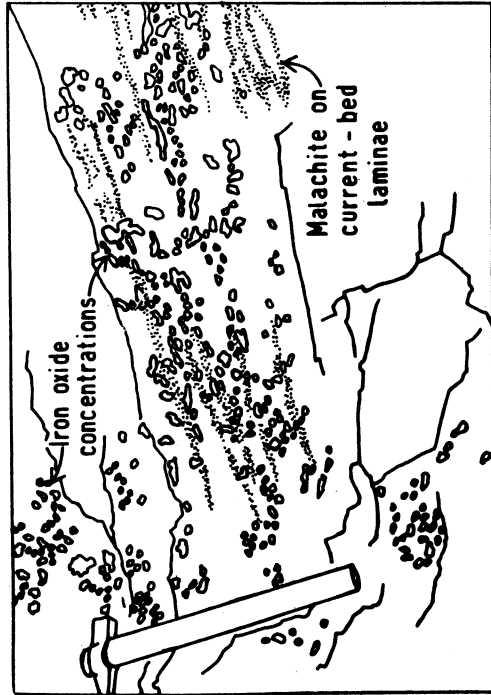 Iron oxide
concentrations
Malachite on
current-bed
laminae